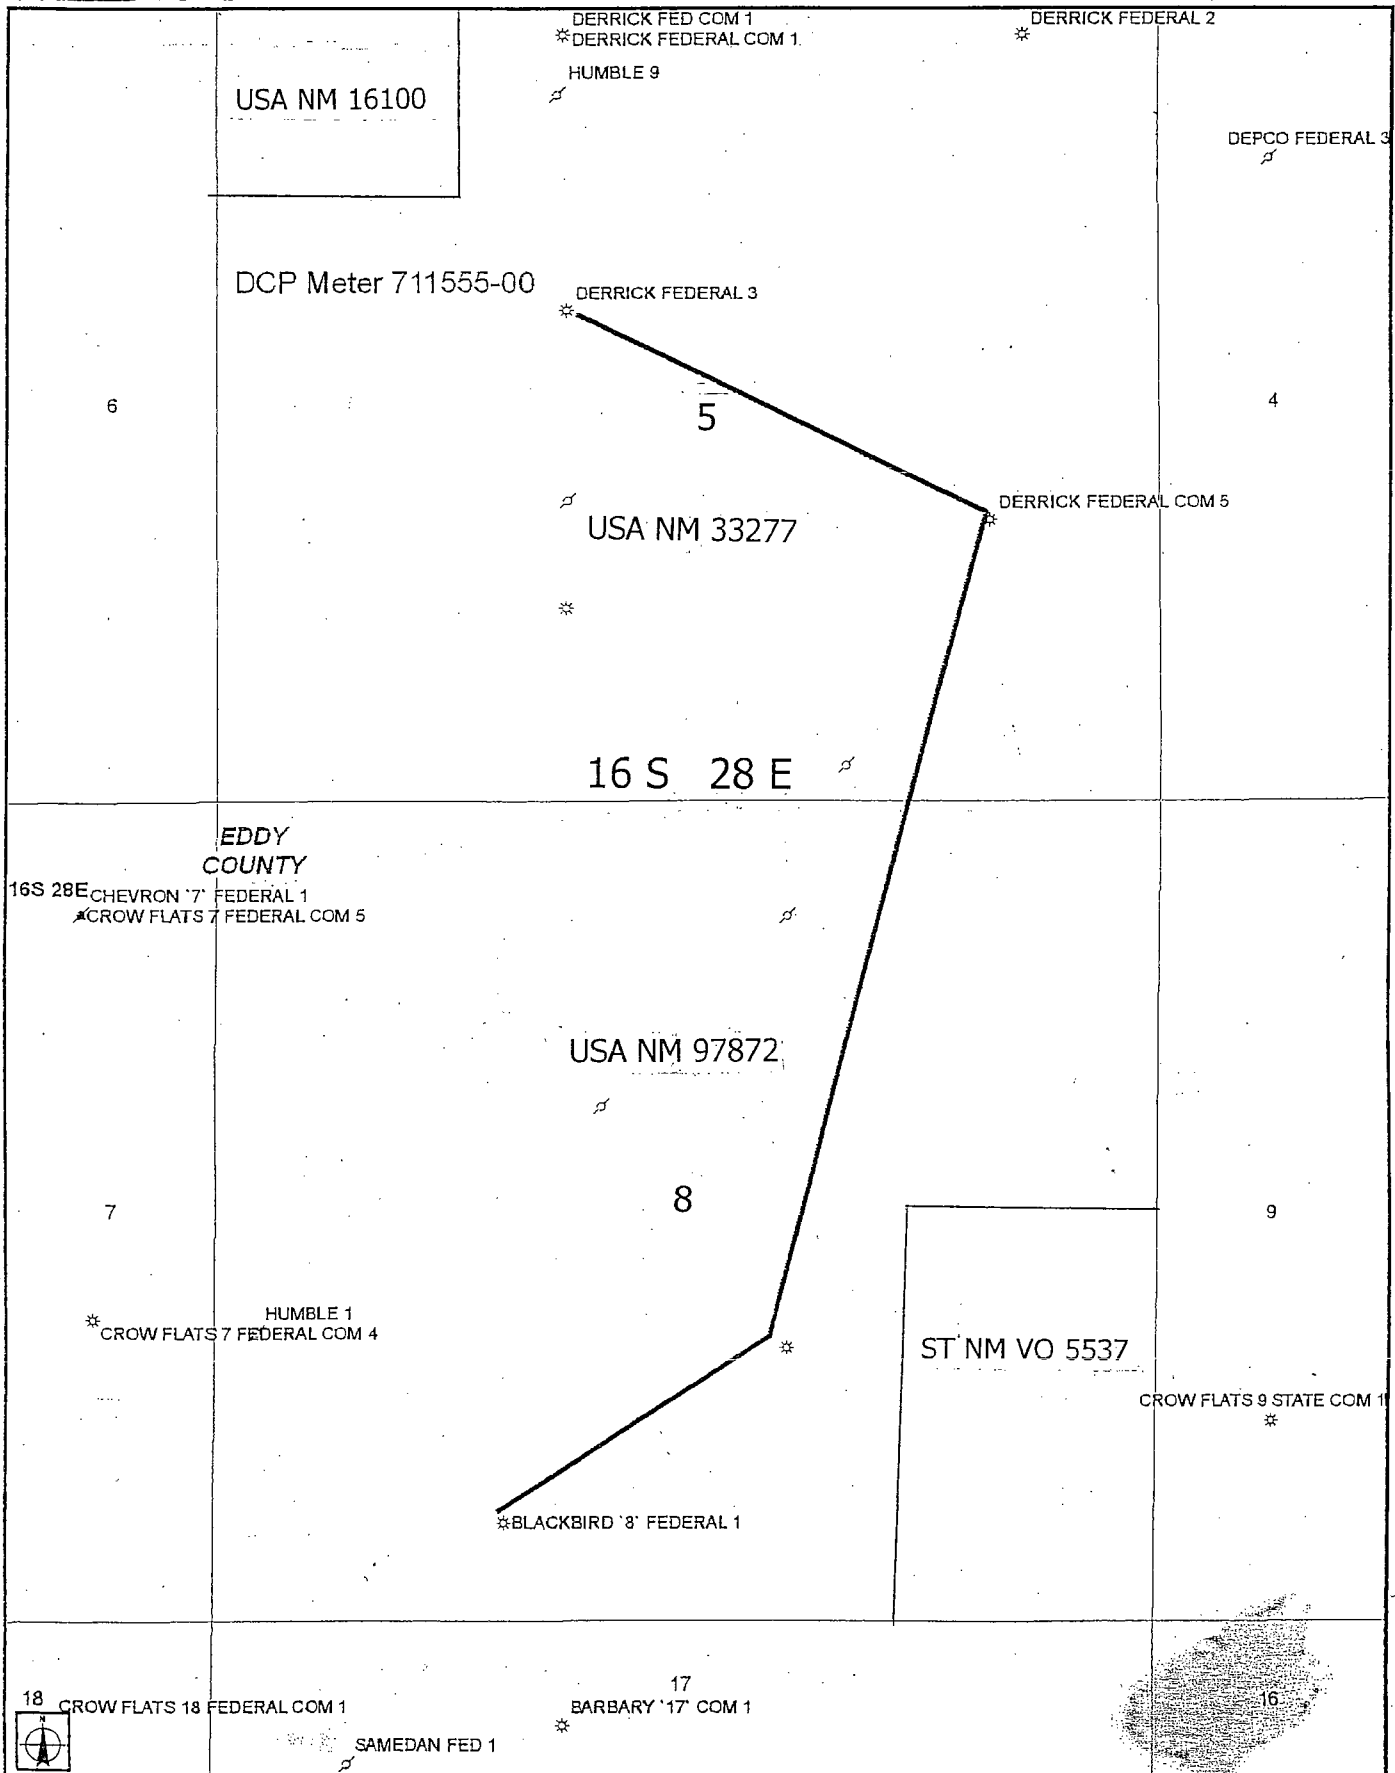 DERRICK FED COM 1
DERRICK FEDERAL COM 1
DERRICK FEDERAL 2
HUMBLE 9
USA NM 16100
DEPCO FEDERAL 3
DCP Meter 711555-00
DERRICK FEDERAL 3
6
5
4
DERRICK FEDERAL COM 5
USA NM 33277
16 S 28 E
EDDY
COUNTY
16S 28E
CHEVRON '7' FEDERAL 1
CROW FLATS 7 FEDERAL COM 5
USA NM 97872
7
8
9
HUMBLE 1
CROW FLATS 7 FEDERAL COM 4
ST NM VO 5537
CROW FLATS 9 STATE COM 1
BLACKBIRD '8' FEDERAL 1
18
17
16
CROW FLATS 18 FEDERAL COM 1
BARBARY '17' COM 1
N
SAMEDAN FED 1